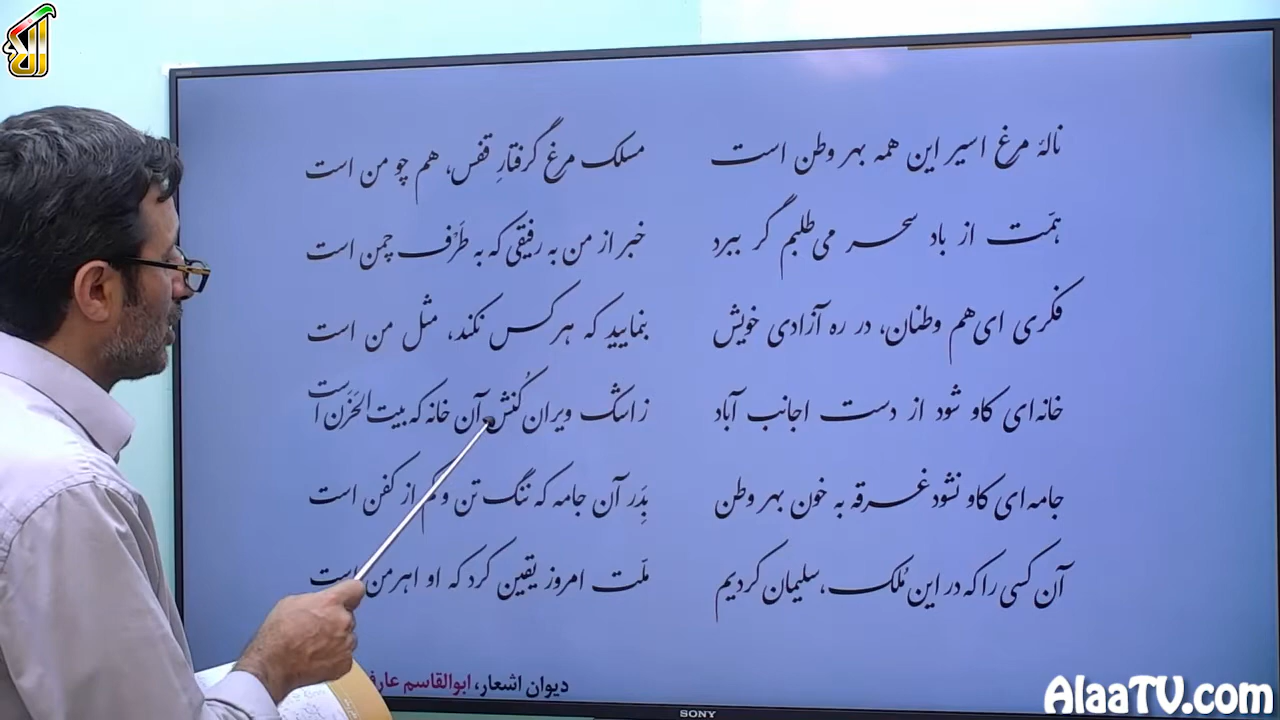 آلاء
نالهٔ مرغ اسیر این همه بهر وطن است مسلک مرغ گرفتارِ قفس، هم چو من است
همّت از باد سحر می‌طلبم گر ببرد خبر از من به رفیقی که به طَرَف چمن است
فکری ای هم وطنان، در ره آزادی خویش بنمایید که هر کس نکند، مثل من است
خانه‌ای کاو شود از دست اجانب آباد ز اشک ویران کُنش آن خانه که بیت‌الحَزَن است
جامه‌ای کاو نشود غرقه به خون بهر وطن بِدَر آن جامه که ننگ تن و کم از کفن است
آن کسی را که در این مُلک، سلیمان کردیم ملّت امروز یقین کرد که او اهرمن است
دیوان اشعار، ابوالقاسم
SONY
AlaaTV.com